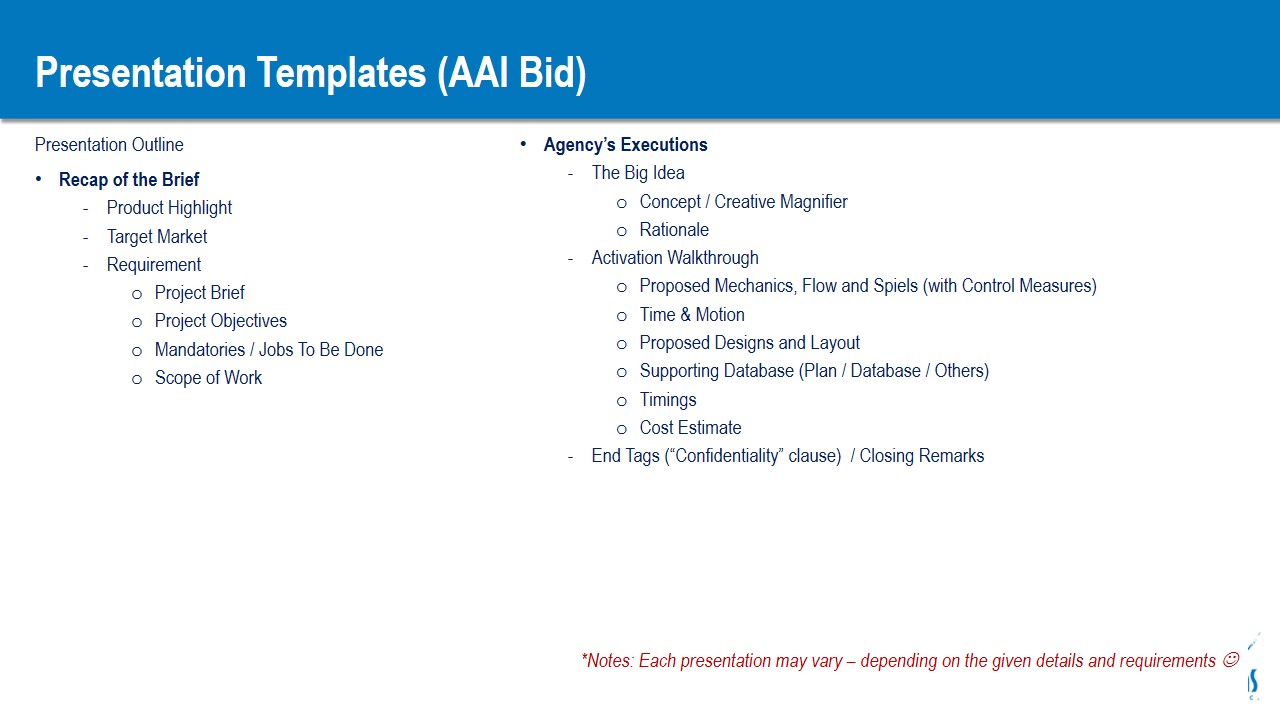 Presentation Templates (AAI Bid)
Presentation Outline
• Recap of the Brief
- Product Highlight
- Target Market
- Requirement
o Project Brief
o Project Objectives
o Mandatories / Jobs To Be Done
o Scope of Work
• Agency’s Executions
- The Big Idea
o Concept / Creative Magnifier
o Rationale
- Activation Walkthrough
o Proposed Mechanics, Flow and Spiels (with Control Measures)
o Time & Motion
o Proposed Designs and Layout
o Supporting Database (Plan / Database / Others)
o Timings
o Cost Estimate
- End Tags (“Confidentiality” clause)  / Closing Remarks
*Notes: Each presentation may vary – depending on the given details and requirements ☺